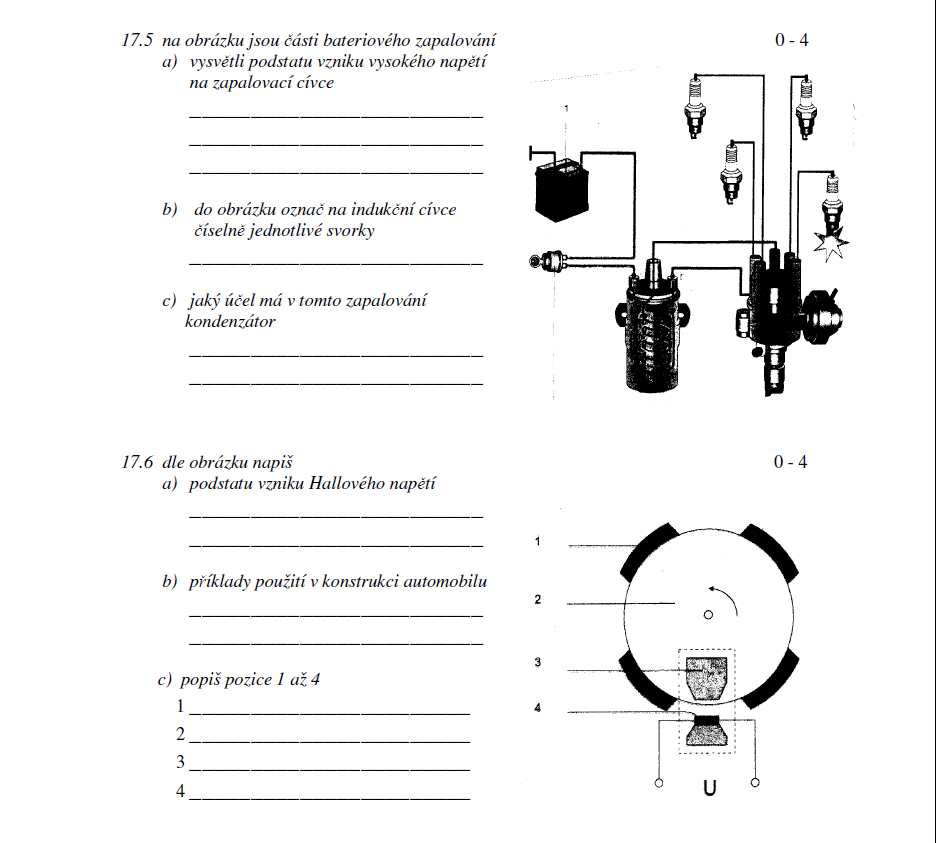 17.5 na obrázku jsou části bateriového zapalování 0 - 4
a) vysvětli podstatu vzniku vysokého napětí
na zapalovací cívce
b) do obrázku označ na indukční cívce
číselně jednotlivé svorky
c) jaký účel má v tomto zapalování
kondenzátor
1
17.6 dle obrázku napiš 0 - 4
a) podstatu vzniku Hallového napětí
b) příklady použití v konstrukci automobilu
c) popiš pozice 1 až 4
1
2
3
4
1
2
3
4
U